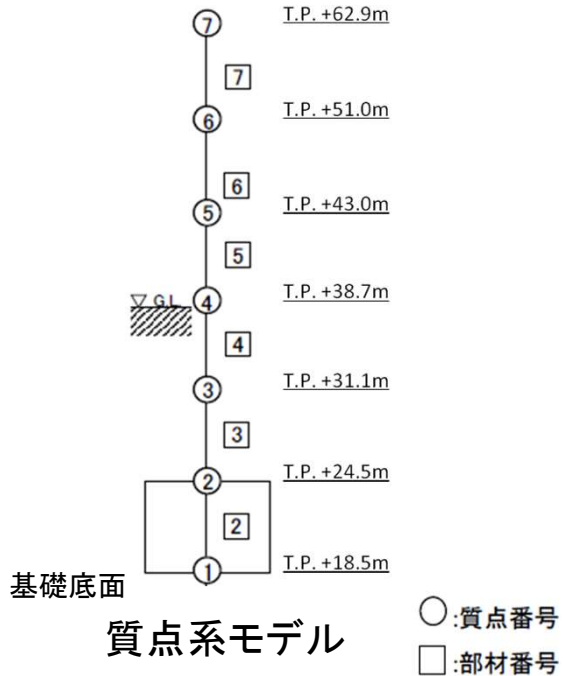 ⑦ T.P. +62.9m
7
⑥ T.P. +51.0m
6
⑤ T.P. +43.0m
5
▽ G.L. ④ T.P. +38.7m
4
③ T.P. +31.1m
3
② T.P. +24.5m
2
基礎底面 ① T.P. +18.5m
質点系モデル
○:質点番号
□:部材番号